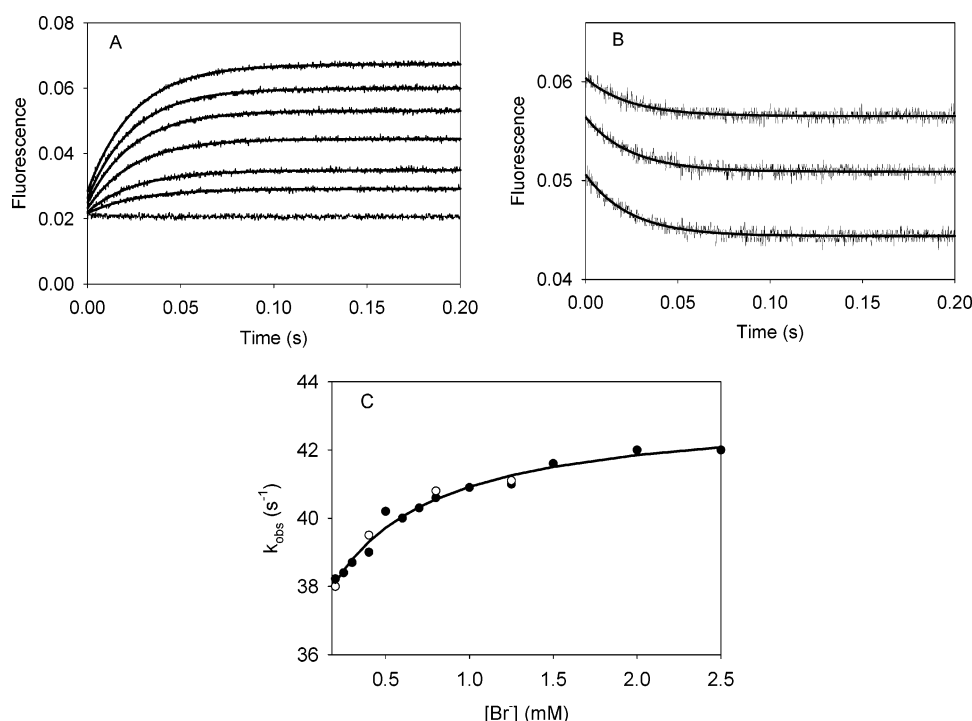 A
Fluorescence
0.08
0.06
0.04
0.02
0.00
0.00 0.05 0.10 0.15 0.20
Time (s)
B
Fluorescence
0.06
0.05
0.04
0.00 0.05 0.10 0.15 0.20
Time (s)
C
k_obs (s⁻¹)
44
42
40
38
36
0.5 1.0 1.5 2.0 2.5
[Br⁻] (mM)